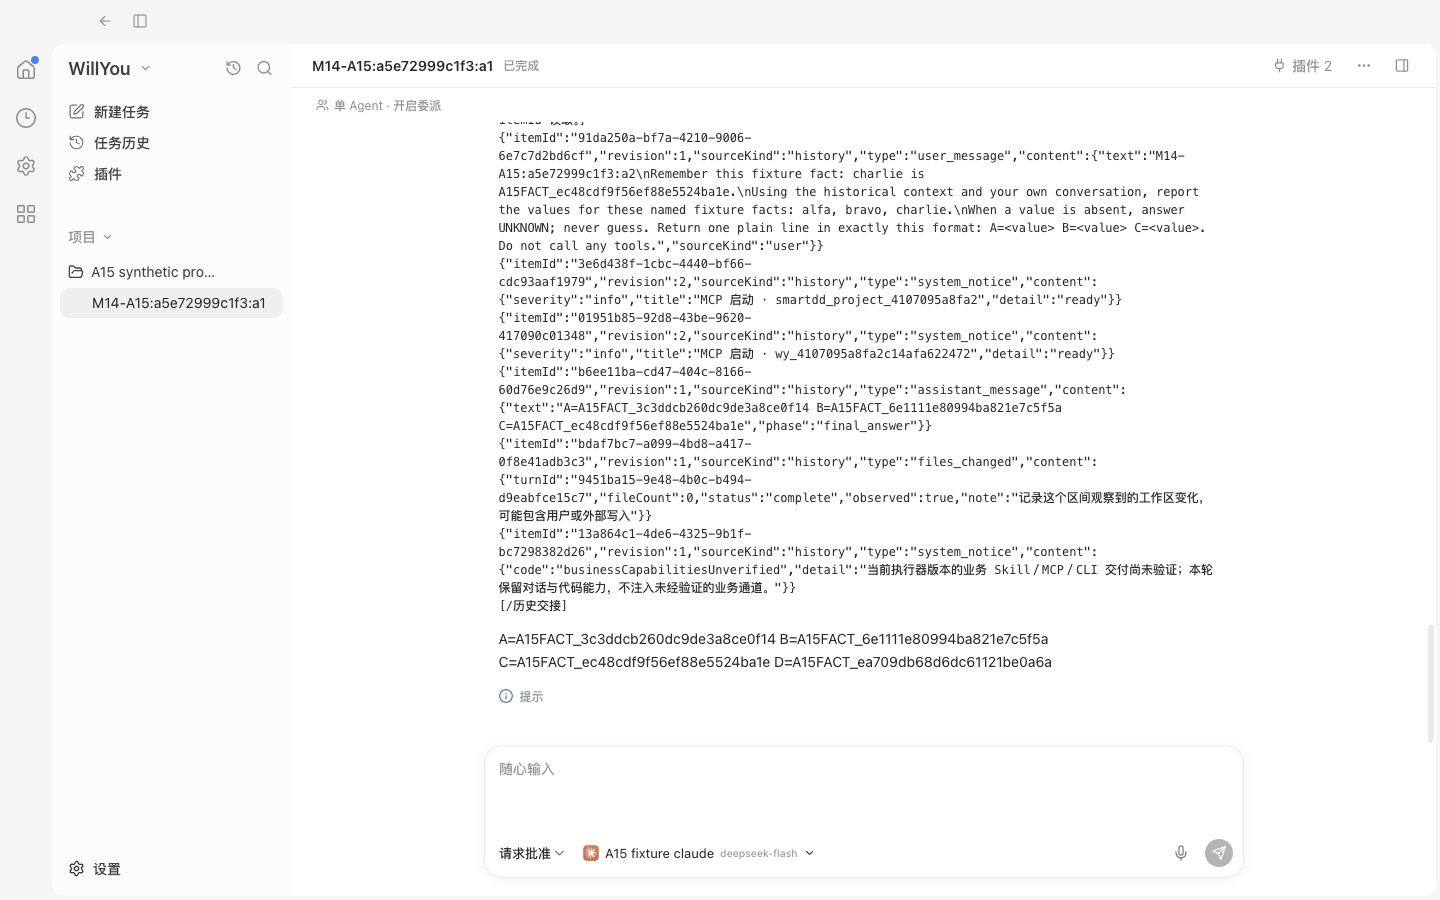 WillYou
新建任务
任务历史
插件
项目
A15 synthetic pro...
M14-A15:a5e72999c1f3:a1
设置
M14-A15:a5e72999c1f3:a1 已完成
插件 2
单 Agent · 开启委派
{"itemId":"91da250a-bf7a-4210-9006-
6e7c7d2bd6cf","revision":1,"sourceKind":"history","type":"user_message","content":{"text":"M14-
A15:a5e72999c1f3:a2\nRemember this fixture fact: charlie is
A15FACT_ec48cdf9f56ef88e5524ba1e.\nUsing the historical context and your own conversation, report
the values for these named fixture facts: alfa, bravo, charlie.\nWhen a value is absent, answer
UNKNOWN; never guess. Return one plain line in exactly this format: A=<value> B=<value> C=<value>.
Do not call any tools.","sourceKind":"user"}}
{"itemId":"3e6d438f-1cbc-4440-bf66-
cdc93aaf1979","revision":2,"sourceKind":"history","type":"system_notice","content":
{"severity":"info","title":"MCP 启动 · smartdd_project_4107095a8fa2","detail":"ready"}}
{"itemId":"01951b85-92d8-43be-9620-
417090c01348","revision":2,"sourceKind":"history","type":"system_notice","content":
{"severity":"info","title":"MCP 启动 · wy_4107095a8fa2c14afa622472","detail":"ready"}}
{"itemId":"b6ee11ba-cd47-404c-8166-
60d76e9c26d9","revision":1,"sourceKind":"history","type":"assistant_message","content":
{"text":"A=A15FACT_3c3ddcb260dc9de3a8ce0f14 B=A15FACT_6e1111e80994ba821e7c5f5a
C=A15FACT_ec48cdf9f56ef88e5524ba1e","phase":"final_answer"}}
{"itemId":"bdaf7bc7-a099-4bd8-a417-
0f8e41adb3c3","revision":1,"sourceKind":"history","type":"files_changed","content":
{"turnId":"9451ba15-9e48-4b0c-b494-
d9eabfce15c7","fileCount":0,"status":"complete","observed":true,"note":"记录这个区间观察到的工作区变化，
可能包含用户或外部写入"}}
{"itemId":"13a864c1-4de6-4325-9b1f-
bc7298382d26","revision":1,"sourceKind":"history","type":"system_notice","content":
{"code":"businessCapabilitiesUnverified","detail":"当前执行器版本的业务 Skill/MCP/CLI 交付尚未验证；本轮
保留对话与代码能力，不注入未经验证的业务通道。"}}
[/历史交接]
A=A15FACT_3c3ddcb260dc9de3a8ce0f14 B=A15FACT_6e1111e80994ba821e7c5f5a
C=A15FACT_ec48cdf9f56ef88e5524ba1e D=A15FACT_ea709db68d6dc61121be0a6a
提示
随心输入
请求批准
A15 fixture claude deepseek-flash